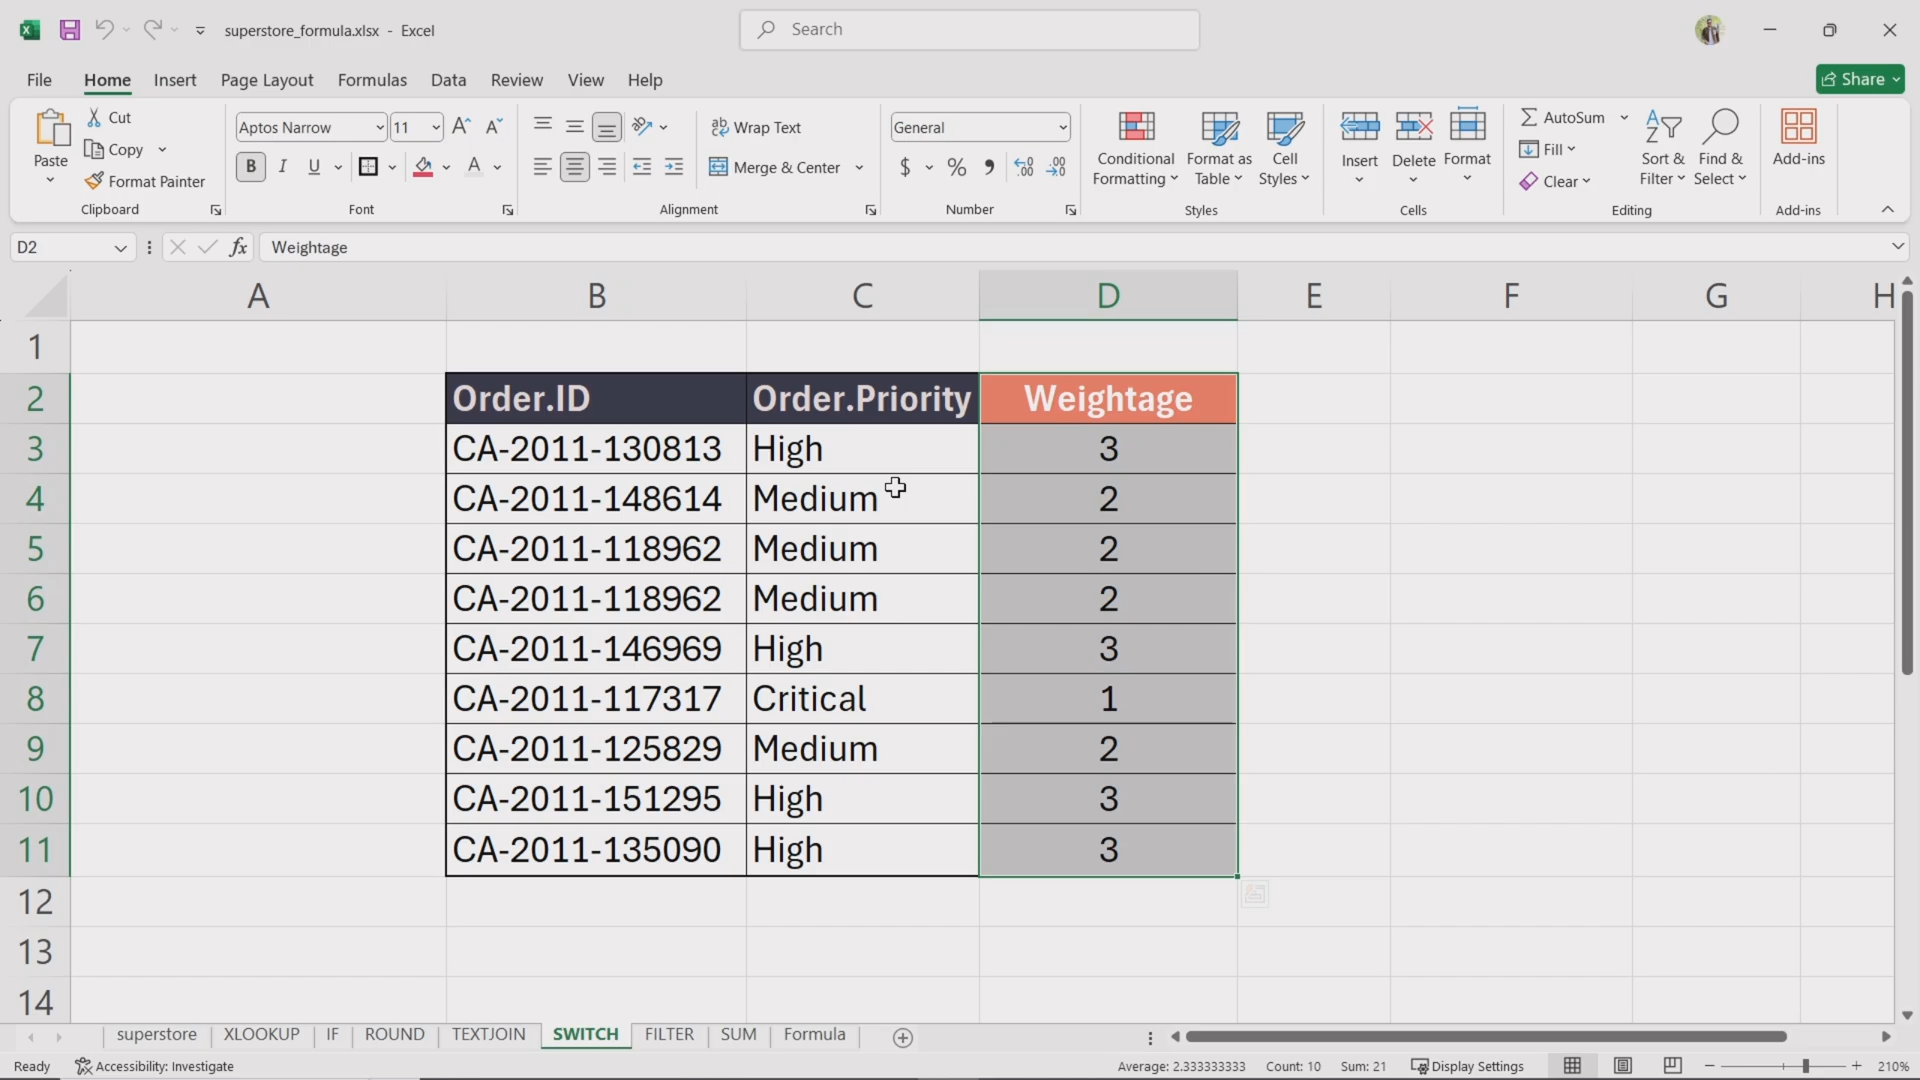 superstore_formula.xlsx - Excel
Search
File Home Insert Page Layout Formulas Data Review View Help
Share
Paste
Cut
Copy
Format Painter
Clipboard
Aptos Narrow 11
B I U
Font
Wrap Text
Merge & Center
Alignment
General
$ % ,
Number
Conditional Formatting
Format as Table
Cell Styles
Styles
Insert
Delete
Format
Cells
AutoSum
Fill
Clear
Sort & Filter
Find & Select
Editing
Add-ins
Add-ins
D2 fx Weightage
A B C D E F G H
1
2 Order.ID Order.Priority Weightage
3 CA-2011-130813 High 3
4 CA-2011-148614 Medium 2
5 CA-2011-118962 Medium 2
6 CA-2011-118962 Medium 2
7 CA-2011-146969 High 3
8 CA-2011-117317 Critical 1
9 CA-2011-125829 Medium 2
10 CA-2011-151295 High 3
11 CA-2011-135090 High 3
12
13
14
superstore XLOOKUP IF ROUND TEXTJOIN SWITCH FILTER SUM Formula
Ready Accessibility: Investigate Average: 2.333333333 Count: 10 Sum: 21 Display Settings 210%